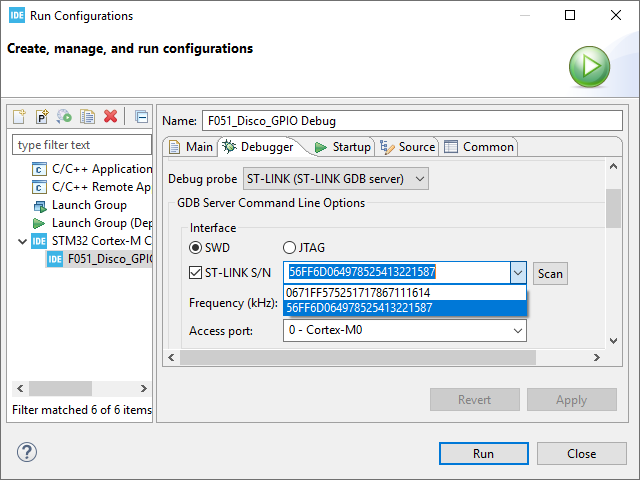 IDE Run Configurations
Create, manage, and run configurations
type filter text
C/C++ Application
C/C++ Remote Ap
Launch Group
Launch Group (Dep
IDE STM32 Cortex-M C
IDE F051_Disco_GPIO
Filter matched 6 of 6 items
Name: F051_Disco_GPIO Debug
Main Debugger Startup Source Common
Debug probe ST-LINK (ST-LINK GDB server)
GDB Server Command Line Options
Interface
SWD JTAG
ST-LINK S/N 56FF6D064978525413221587 Scan
0671FF575251717867111614
Frequency (kHz): 56FF6D064978525413221587
Access port: 0 - Cortex-M0
Revert Apply
? Run Close